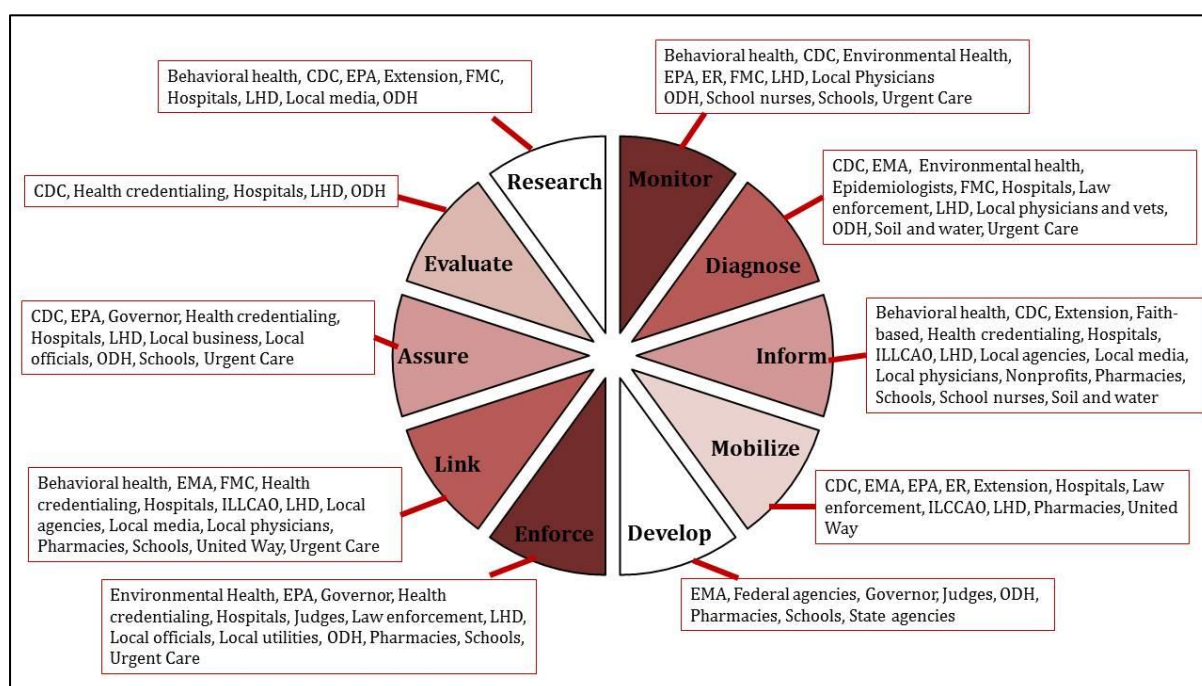 Behavioral health, CDC, EPA, Extension, FMC,
Hospitals, LHD, Local media, ODH
Behavioral health, CDC, Environmental Health,
EPA, ER, FMC, LHD, Local Physicians
ODH, School nurses, Schools, Urgent Care
Research
Monitor
CDC, Health credentialing, Hospitals, LHD, ODH
CDC, EMA, Environmental health,
Epidemiologists, FMC, Hospitals, Law
enforcement, LHD, Local physicians and vets,
ODH, Soil and water, Urgent Care
Evaluate
Diagnose
CDC, EPA, Governor, Health credentialing,
Hospitals, LHD, Local business, Local
officials, ODH, Schools, Urgent Care
Assure
Inform
Behavioral health, CDC, Extension, Faith-
based, Health credentialing, Hospitals,
ILLCAO, LHD, Local agencies, Local media,
Local physicians, Nonprofits, Pharmacies,
Schools, School nurses, Soil and water
Link
Mobilize
Behavioral health, EMA, FMC, Health
credentialing, Hospitals, ILLCAO, LHD, Local
agencies, Local media, Local physicians,
Pharmacies, Schools, United Way, Urgent Care
CDC, EMA, EPA, ER, Extension, Hospitals, Law
enforcement, ILCCAO, LHD, Pharmacies, United
Way
Enforce
Develop
Environmental Health, EPA, Governor, Health
credentialing, Hospitals, Judges, Law enforcement, LHD,
Local officials, Local utilities, ODH, Pharmacies, Schools,
Urgent Care
EMA, Federal agencies, Governor, Judges, ODH,
Pharmacies, Schools, State agencies